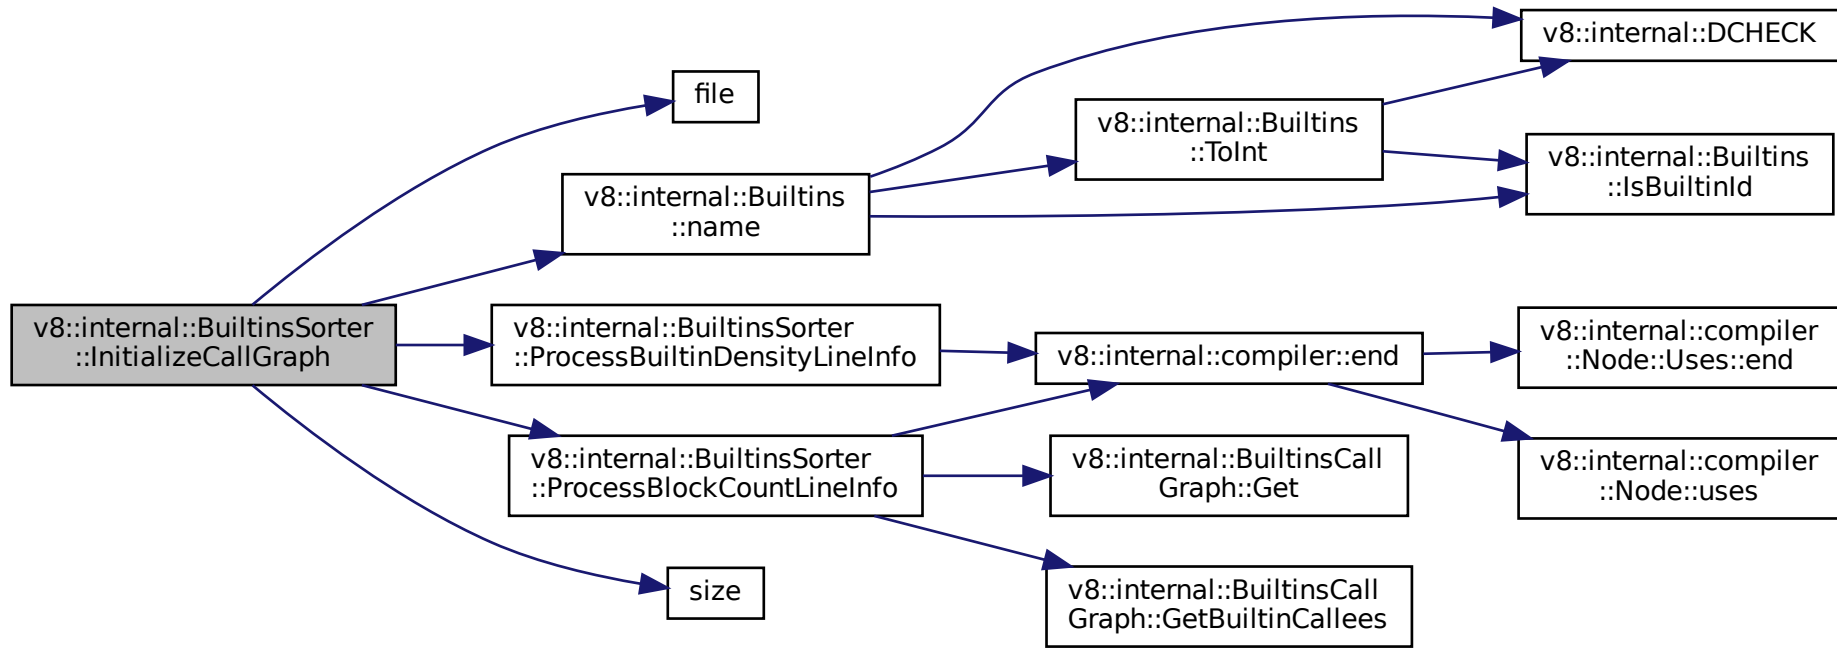 v8::internal::BuiltinsSorter
::InitializeCallGraph
file
v8::internal::Builtins
::name
v8::internal::BuiltinsSorter
::ProcessBuiltinDensityLineInfo
v8::internal::BuiltinsSorter
::ProcessBlockCountLineInfo
size
v8::internal::Builtins
::ToInt
v8::internal::compiler::end
v8::internal::BuiltinsCall
Graph::Get
v8::internal::BuiltinsCall
Graph::GetBuiltinCallees
v8::internal::DCHECK
v8::internal::Builtins
::IsBuiltinId
v8::internal::compiler
::Node::Uses::end
v8::internal::compiler
::Node::uses